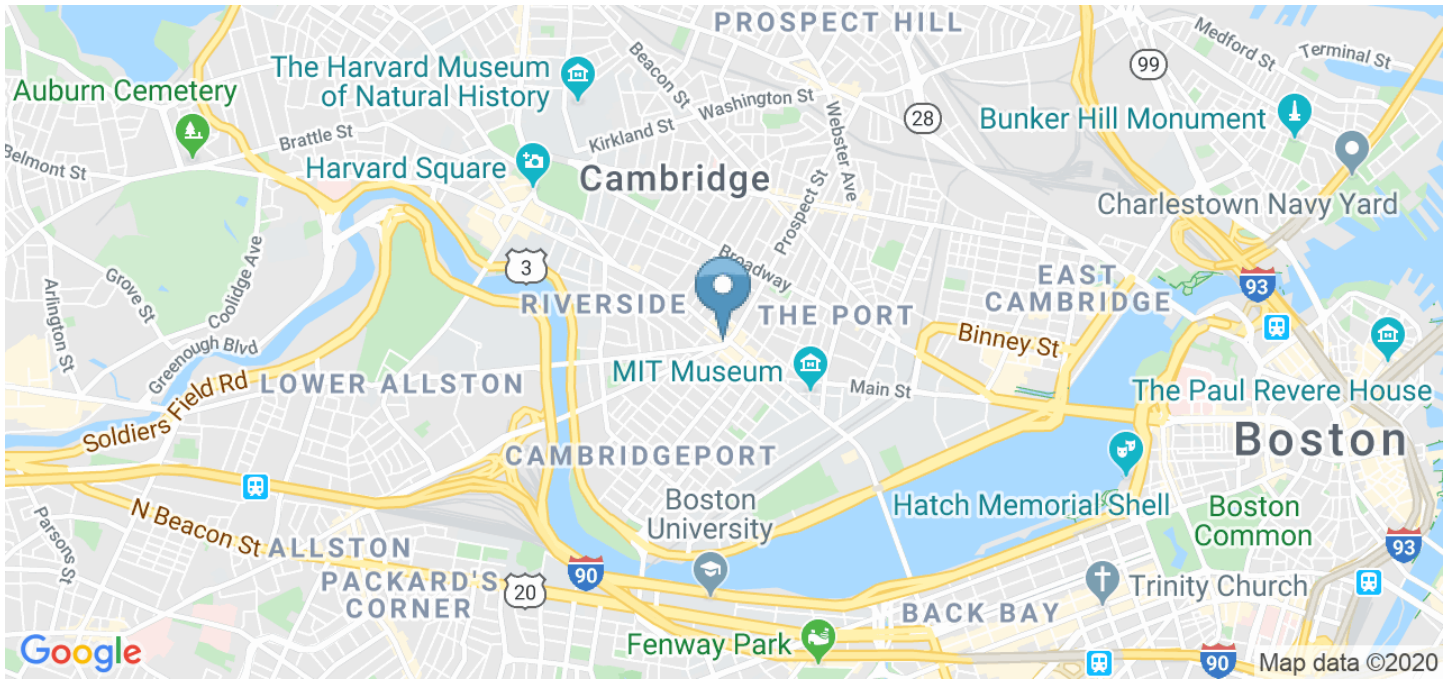 PROSPECT HILL
Medford St
Terminal St
99
The Harvard Museum
of Natural History
Beacon St
Washington St
Webster Ave
28
Bunker Hill Monument
Auburn Cemetery
Brattle St
Kirkland St
Belmont St
Harvard Square
Cambridge
Prospect St
Charlestown Navy Yard
Coolidge Ave
Grove St
Arlington St
3
Broadway
EAST
CAMBRIDGE
93
RIVERSIDE
THE PORT
Binney St
Greenough Blvd
LOWER ALLSTON
MIT Museum
Main St
The Paul Revere House
Soldiers Field Rd
Boston
CAMBRIDGEPORT
Boston
University
Hatch Memorial Shell
Boston
Common
N Beacon St
Parsons St
ALLSTON
93
PACKARD'S
CORNER
90
20
Trinity Church
BACK BAY
Fenway Park
Google
90
Map data ©2020